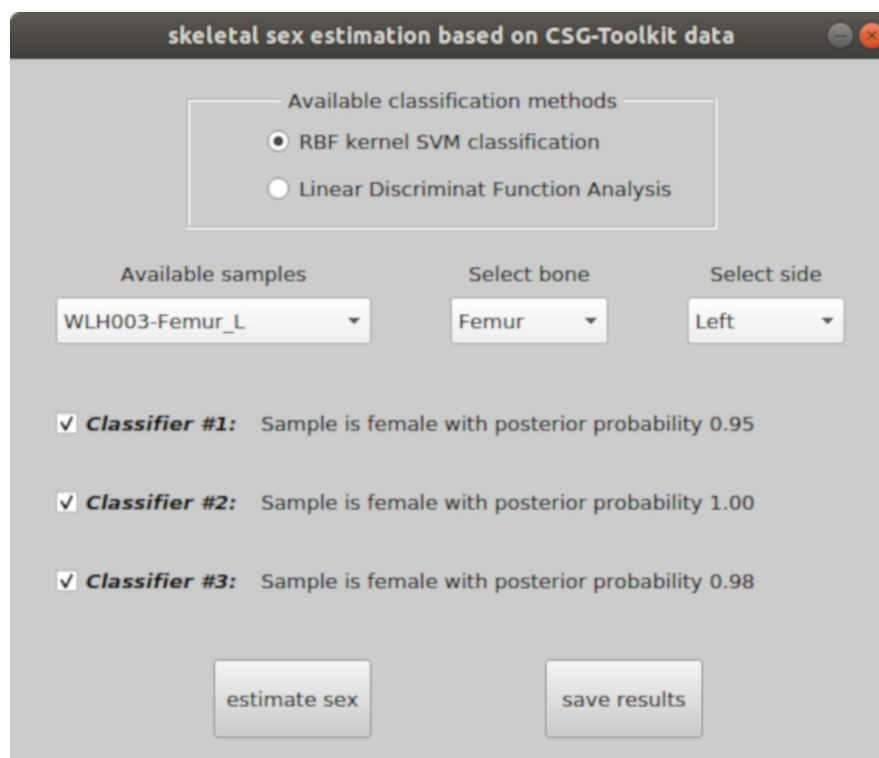 skeletal sex estimation based on CSG-Toolkit data
Available classification methods
RBF kernel SVM classification
Linear Discriminat Function Analysis
Available samples Select bone Select side
WLH003-Femur_L Femur Left
Classifier #1: Sample is female with posterior probability 0.95
Classifier #2: Sample is female with posterior probability 1.00
Classifier #3: Sample is female with posterior probability 0.98
estimate sex save results